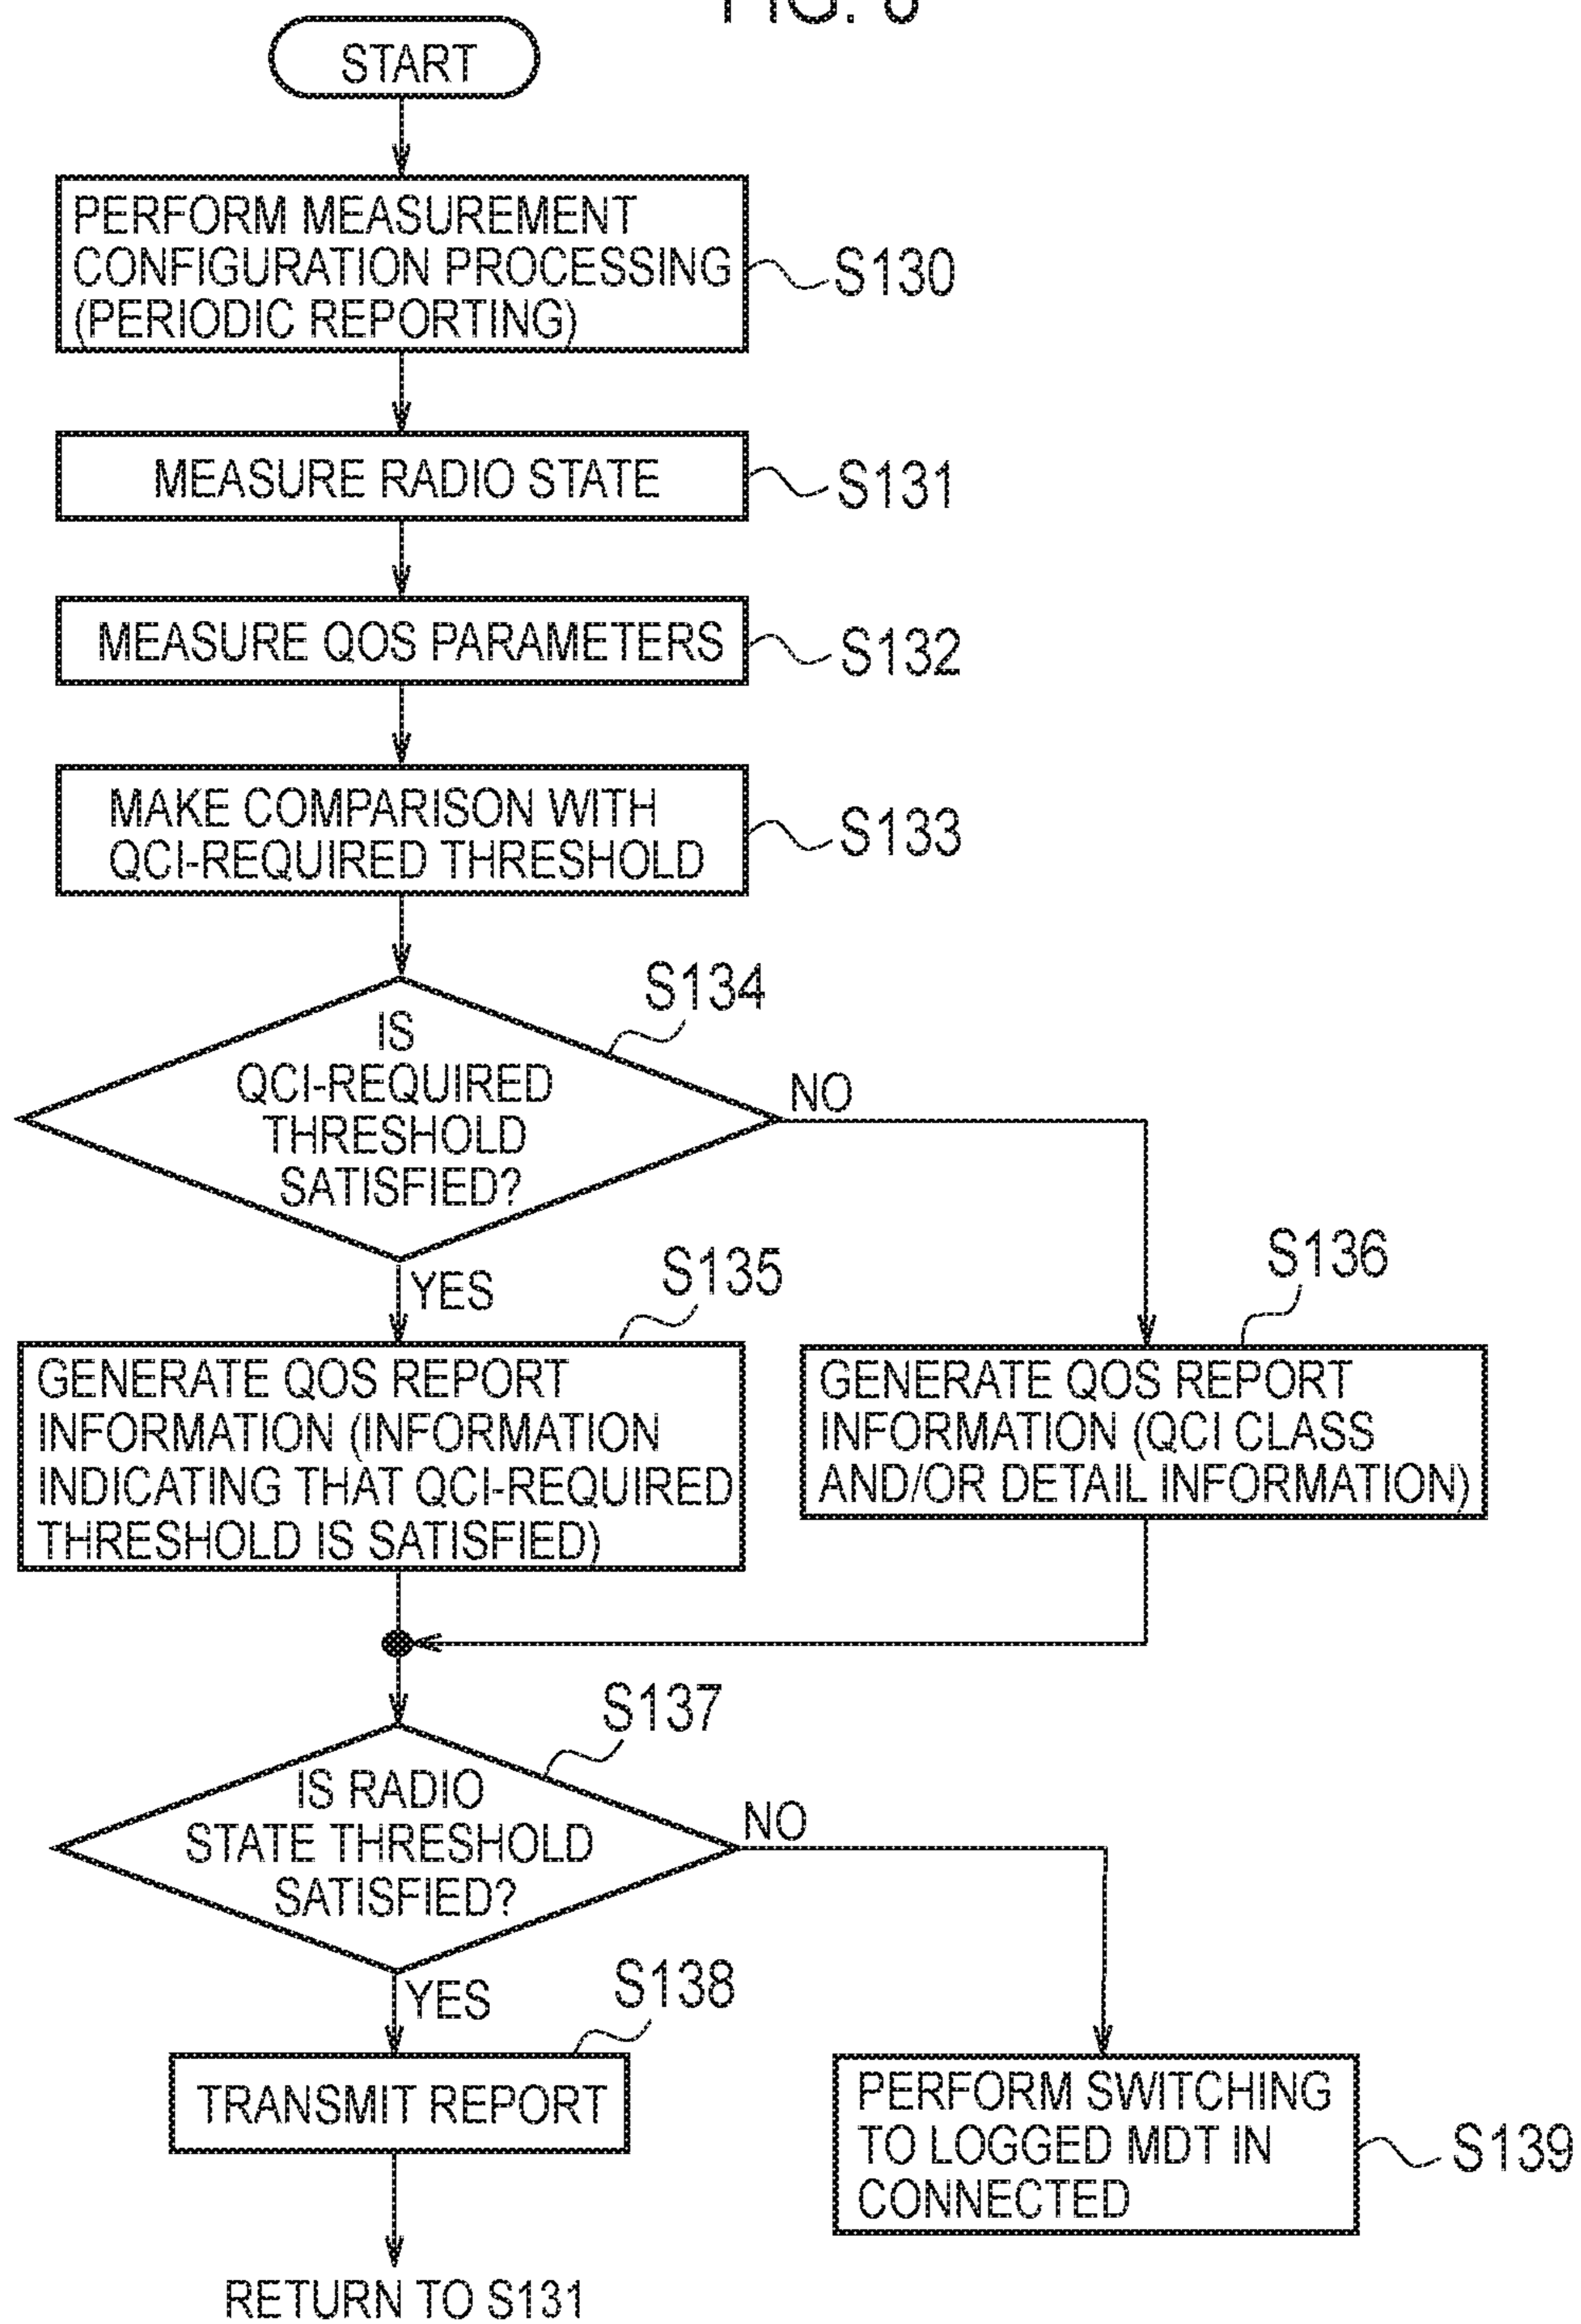 START
PERFORM MEASUREMENT
CONFIGURATION PROCESSING
(PERIODIC REPORTING)
S130
MEASURE RADIO STATE
S131
MEASURE QOS PARAMETERS
S132
MAKE COMPARISON WITH
QCI-REQUIRED THRESHOLD
S133
S134
IS
QCI-REQUIRED
THRESHOLD
SATISFIED?
NO
YES
S135
GENERATE QOS REPORT
INFORMATION (INFORMATION
INDICATING THAT QCI-REQUIRED
THRESHOLD IS SATISFIED)
S136
GENERATE QOS REPORT
INFORMATION (QCI CLASS
AND/OR DETAIL INFORMATION)
S137
IS RADIO
STATE THRESHOLD
SATISFIED?
NO
YES
S138
TRANSMIT REPORT
PERFORM SWITCHING
TO LOGGED MDT IN
CONNECTED
S139
RETURN TO S131